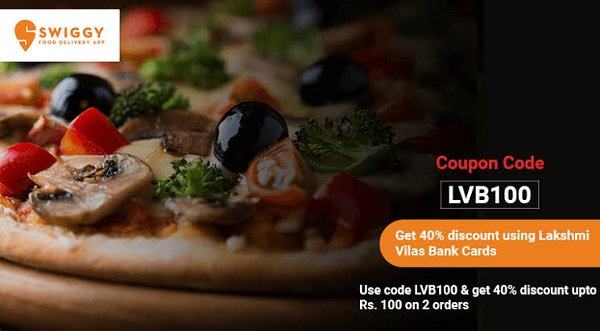 SWIGGY
FOOD DELIVERY APP
Coupon Code
LVB100
Get 40% discount using Lakshmi
Vilas Bank Cards
Use code LVB100 & get 40% discount upto
Rs. 100 on 2 orders